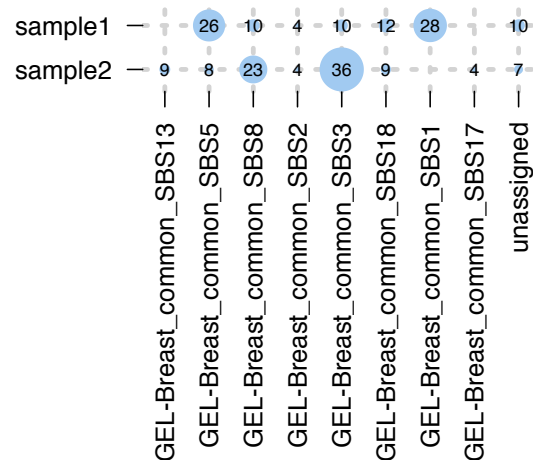 sample1 26 10 4 10 12 28 10
sample2 9 8 23 4 36 9 4 7
GEL-Breast_common_SBS13
GEL-Breast_common_SBS5
GEL-Breast_common_SBS8
GEL-Breast_common_SBS2
GEL-Breast_common_SBS3
GEL-Breast_common_SBS18
GEL-Breast_common_SBS1
GEL-Breast_common_SBS17
unassigned